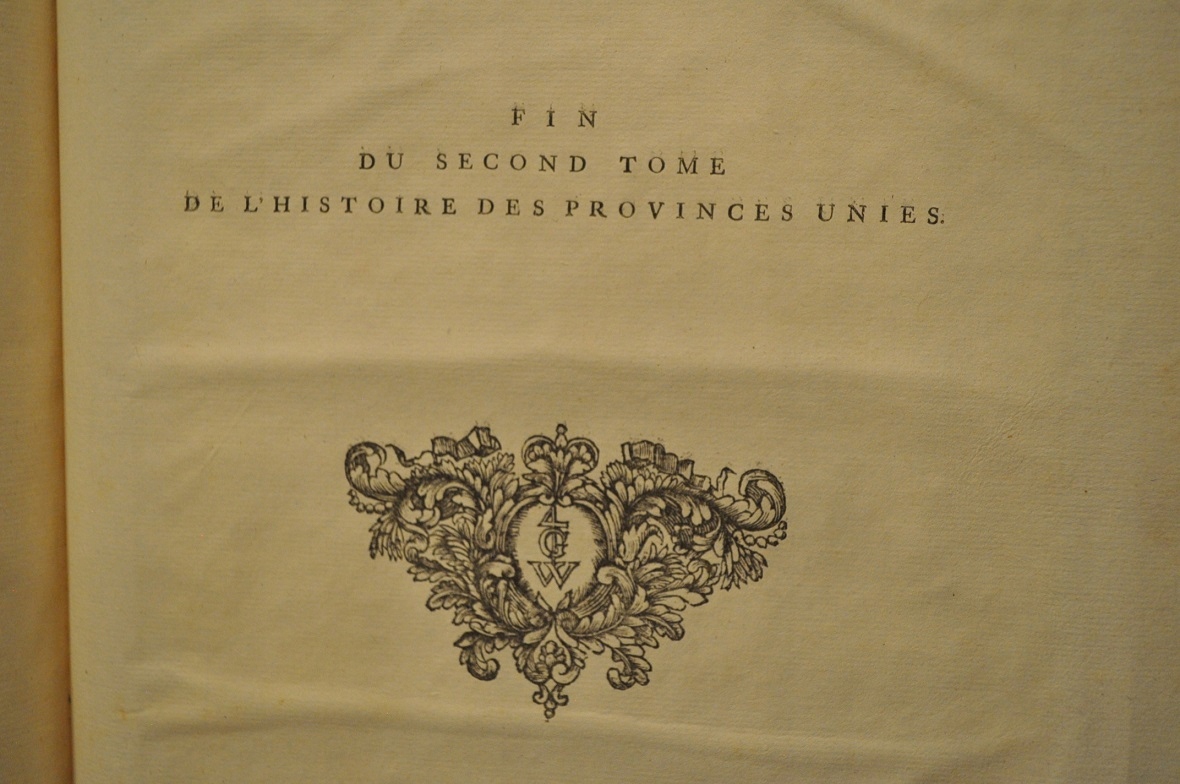 FIN
DU SECOND TOME
DE L'HISTOIRE DES PROVINCES UNIES.